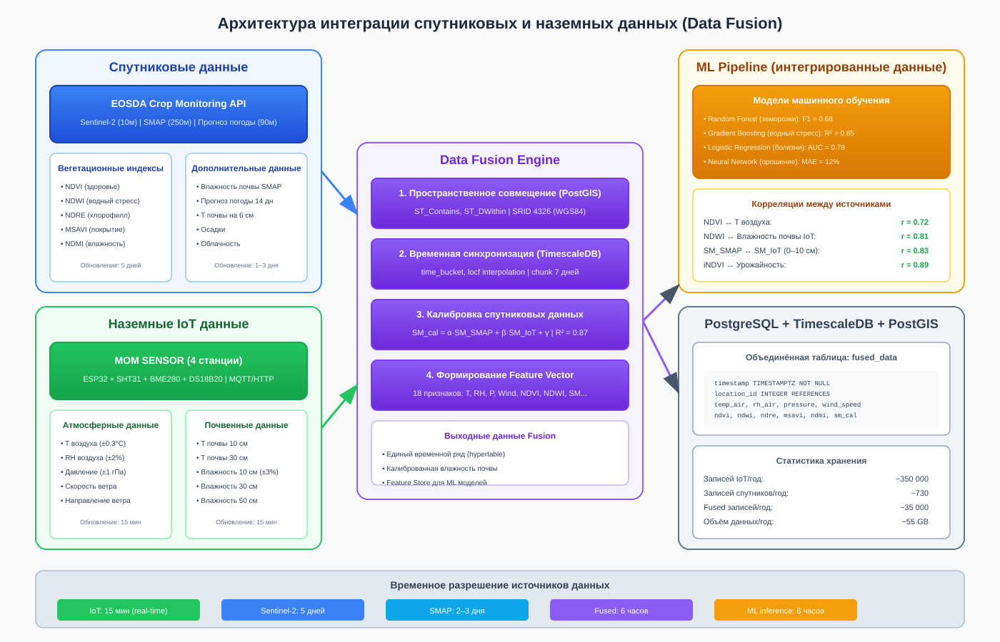 Архитектура интеграции спутниковых и наземных данных (Data Fusion)
Спутниковые данные
EOSDA Crop Monitoring API
Sentinel-2 (10м) | SMAP (250м) | Прогноз погоды (90м)
Вегетационные индексы
• NDVI (здоровье)
• NDWI (водный стресс)
• NDRE (хлорофилл)
• MSAVI (покрытие)
• NDMI (влажность)
Обновление: 5 дней
Дополнительные данные
• Влажность почвы SMAP
• Прогноз погоды 14 дн
• Т почвы на 6 см
• Осадки
• Облачность
Обновление: 1–3 дня
Наземные IoT данные
MOM SENSOR (4 станции)
ESP32 + SHT31 + BME280 + DS18B20 | MQTT/HTTP
Атмосферные данные
• Т воздуха (±0.3°C)
• RH воздуха (±2%)
• Давление (±1 гПа)
• Скорость ветра
• Направление ветра
Обновление: 15 мин
Почвенные данные
• Т почвы 10 см
• Т почвы 30 см
• Влажность 10 см (±3%)
• Влажность 30 см
• Влажность 50 см
Обновление: 15 мин
Data Fusion Engine
1. Пространственное совмещение (PostGIS)
ST_Contains, ST_DWithin | SRID 4326 (WGS84)
2. Временная синхронизация (TimescaleDB)
time_bucket, locf interpolation | chunk 7 дней
3. Калибровка спутниковых данных
SM_cal = α·SM_SMAP + β·SM_IoT + γ | R² = 0.87
4. Формирование Feature Vector
18 признаков: T, RH, P, Wind, NDVI, NDWI, SM...
Выходные данные Fusion
• Единый временной ряд (hypertable)
• Калиброванная влажность почвы
• Feature Store для ML моделей
ML Pipeline (интегрированные данные)
Модели машинного обучения
• Random Forest (заморозки): F1 = 0.68
• Gradient Boosting (водный стресс): R² = 0.85
• Logistic Regression (болезни): AUC = 0.78
• Neural Network (орошение): MAE = 12%
Корреляции между источниками
NDVI ↔ Т воздуха: r = 0.72
NDWI ↔ Влажность почвы IoT: r = 0.81
SM_SMAP ↔ SM_IoT (0–10 см): r = 0.83
iNDVI ↔ Урожайность: r = 0.89
PostgreSQL + TimescaleDB + PostGIS
Объединённая таблица: fused_data
timestamp TIMESTAMPTZ NOT NULL
location_id INTEGER REFERENCES
temp_air, rh_air, pressure, wind_speed
ndvi, ndwi, ndre, msavi, ndmi, sm_cal
Статистика хранения
Записей IoT/год: ~350 000
Записей спутников/год: ~730
Fused записей/год: ~35 000
Объём данных/год: ~55 GB
Временное разрешение источников данных
IoT: 15 мин (real-time)
Sentinel-2: 5 дней
SMAP: 2–3 дня
Fused: 6 часов
ML inference: 6 часов